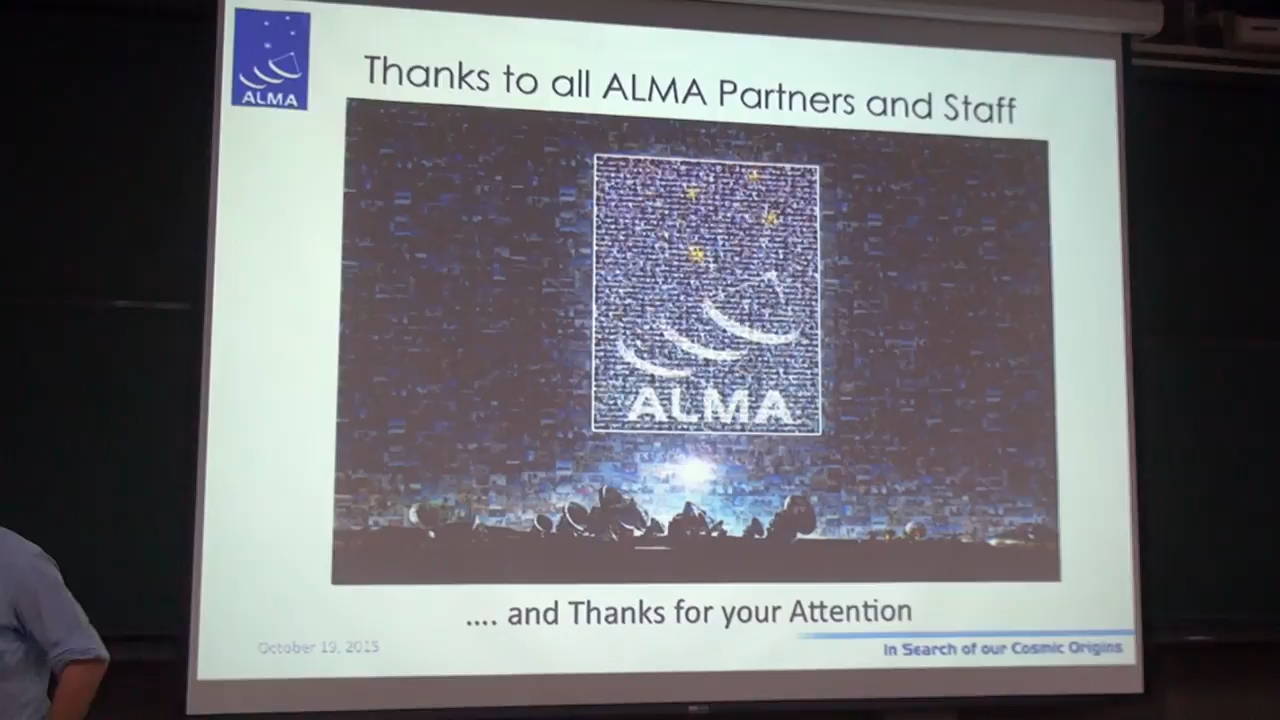 ALMA
Thanks to all ALMA Partners and Staff
ALMA
.... and Thanks for your Attention
October 19, 2015
In Search of our Cosmic Origins